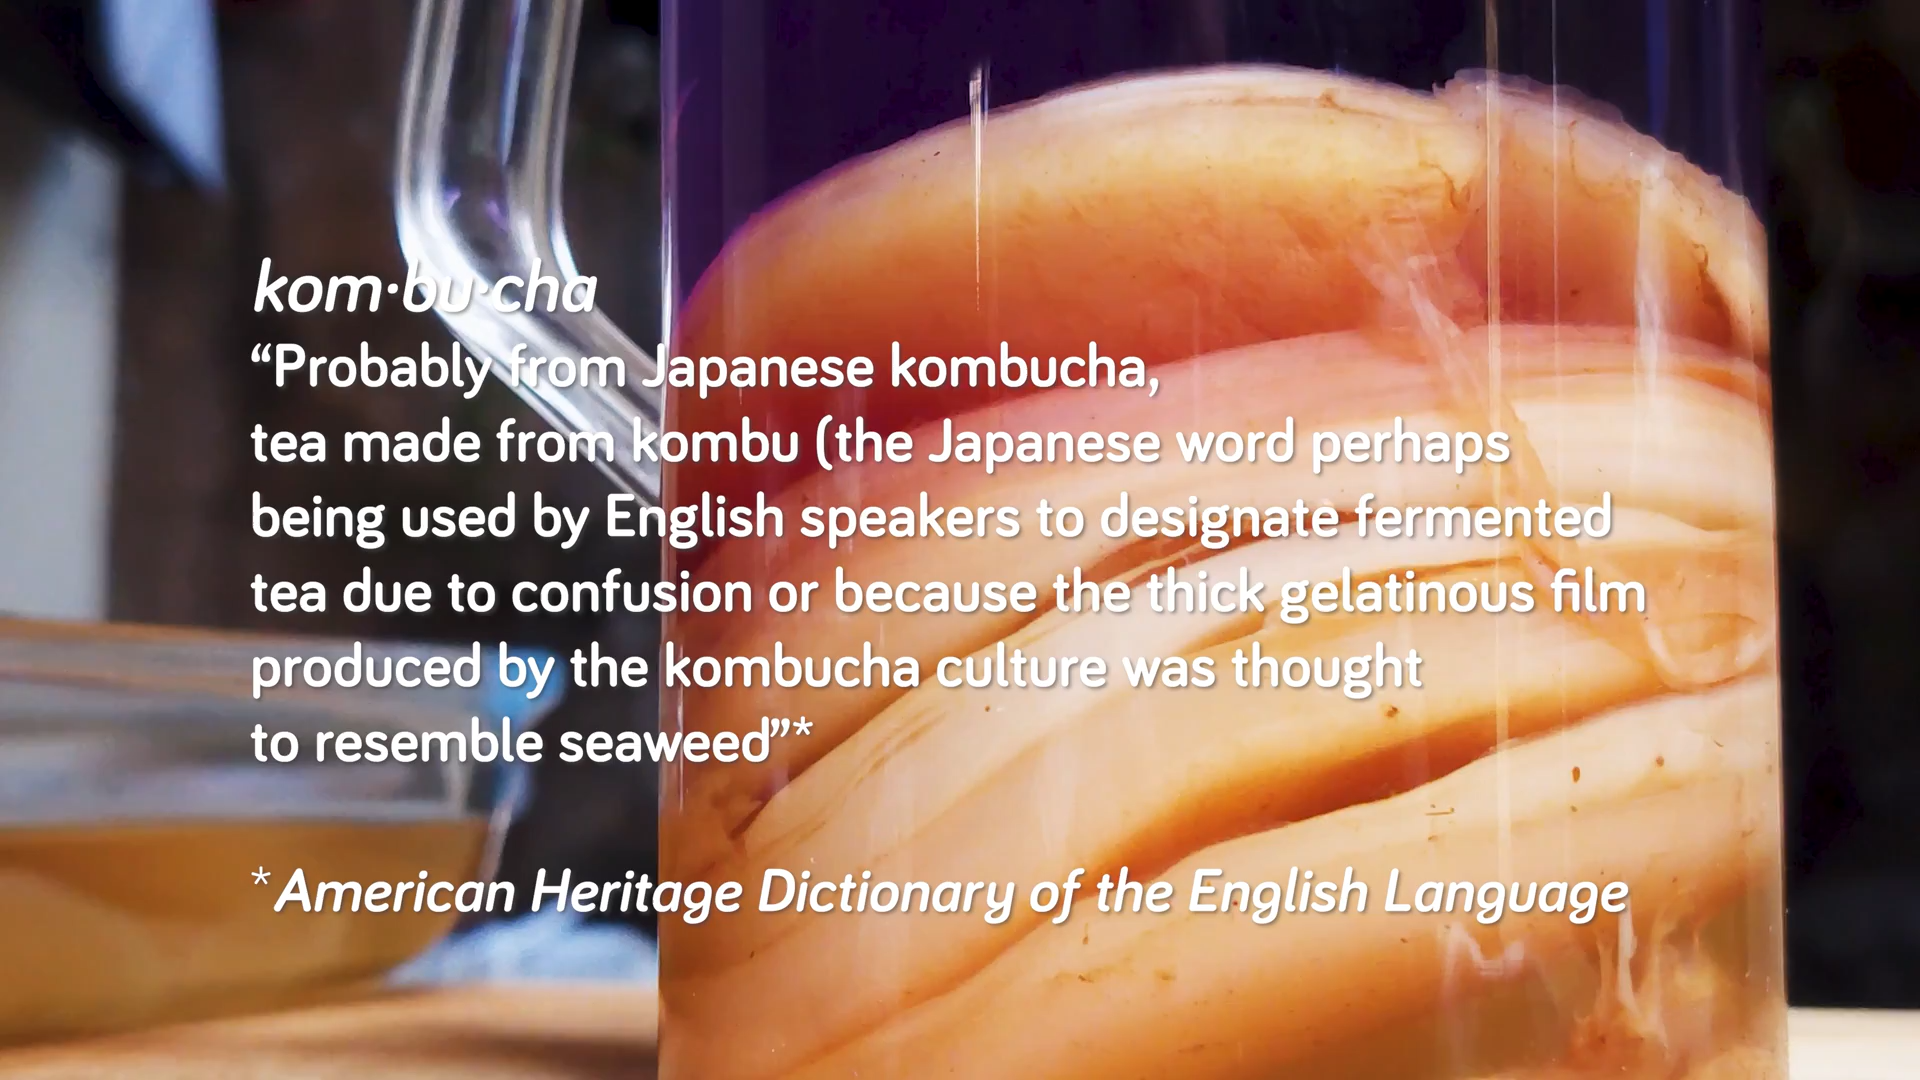 kom·bu·cha
“Probably from Japanese kombucha,
tea made from kombu (the Japanese word perhaps
being used by English speakers to designate fermented
tea due to confusion or because the thick gelatinous film
produced by the kombucha culture was thought
to resemble seaweed”*
*American Heritage Dictionary of the English Language